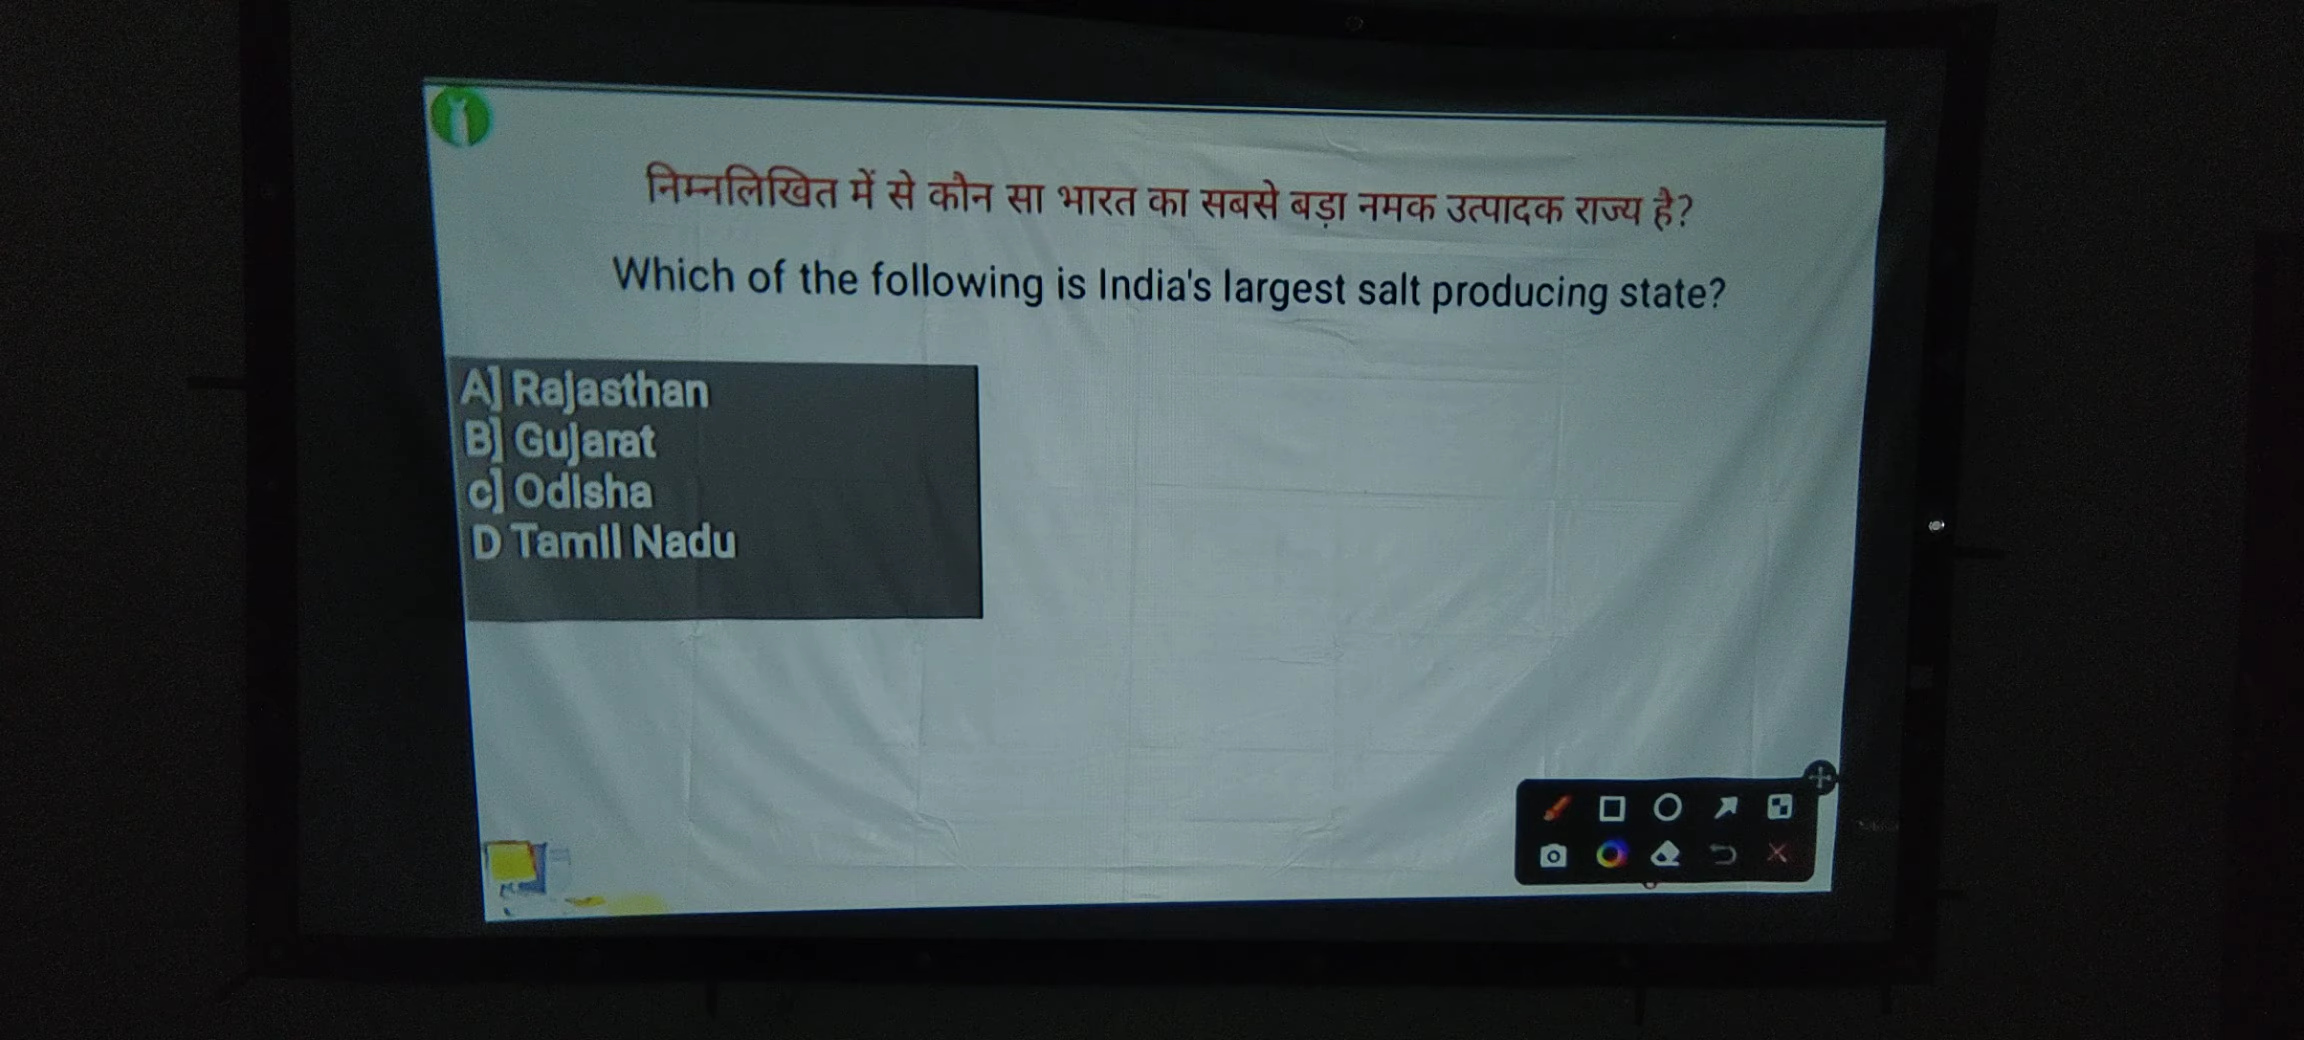 निम्नलिखित में से कौन सा भारत का सबसे बड़ा नमक उत्पादक राज्य है?
Which of the following is India's largest salt producing state?
A] Rajasthan
B] Gujarat
c] Odisha
D Tamil Nadu